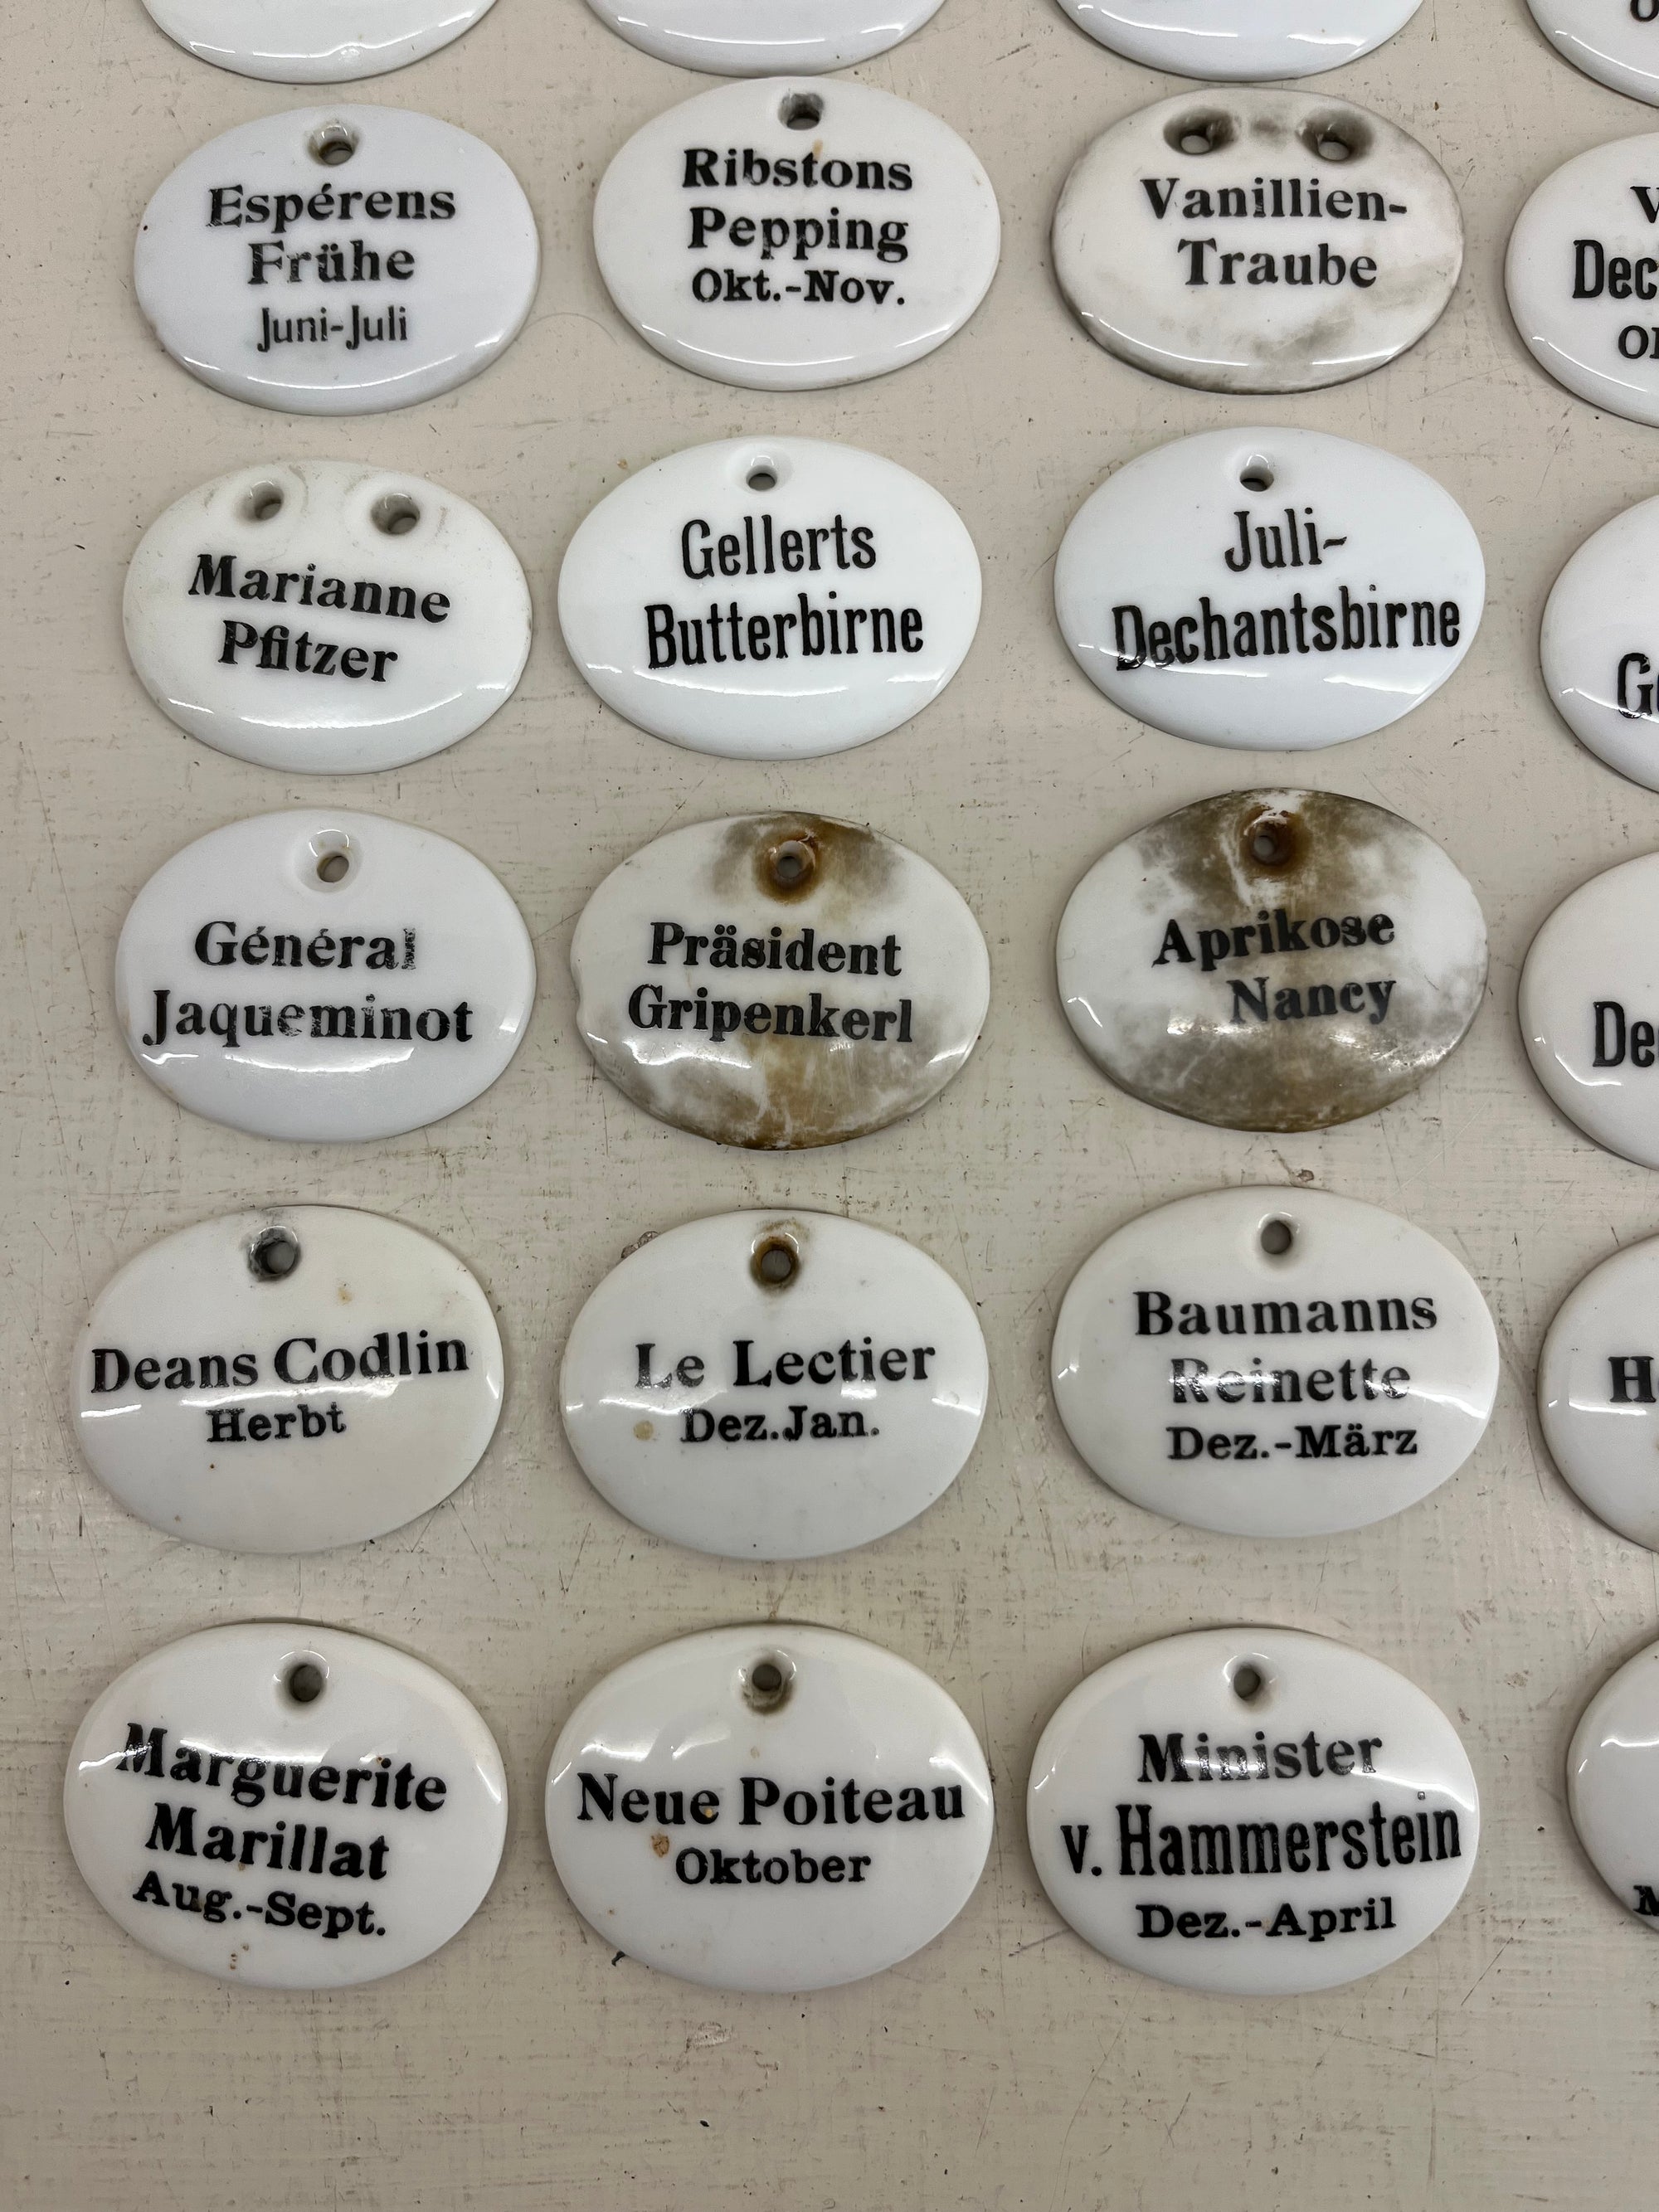 Espérens
Frühe
Juni-Juli
Ribstons
Pepping
Okt.-Nov.
Vanillien-
Traube
Marianne
Pfitzer
Gellerts
Butterbirne
Juli-
Dechantsbirne
Général
Jaqueminot
Präsident
Gripenkerl
Aprikose
Nancy
Deans Codlin
Herbt
Le Lectier
Dez.Jan.
Baumanns
Reinette
Dez.-März
Marguerite
Marillat
Aug.-Sept.
Neue Poiteau
Oktober
Minister
v. Hammerstein
Dez.-April